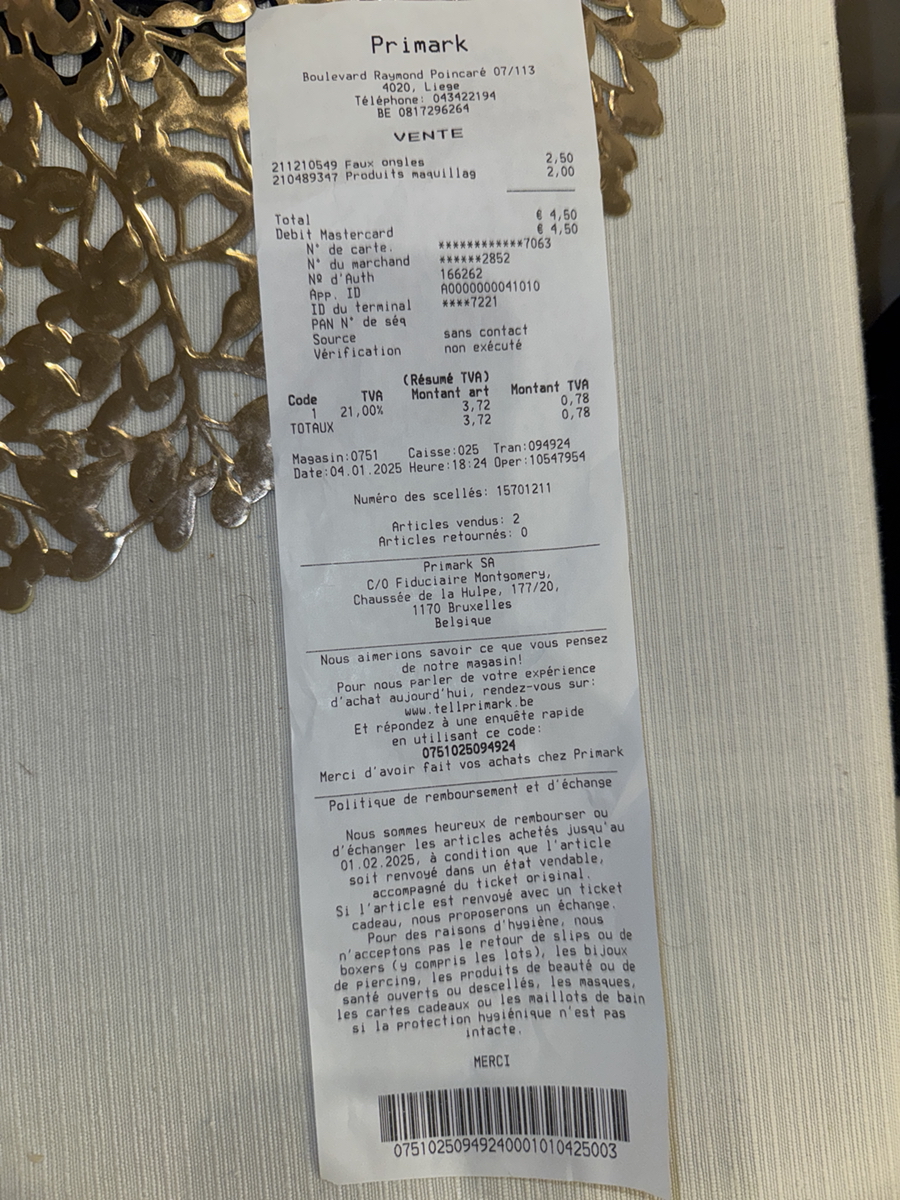 Primark
Boulevard Raymond Poincaré 07/113
4020, Liege
Téléphone: 043422194
BE 0817296264
VENTE
211210549 Faux ongles 2,50
210489347 Produits maquillag 2,00
Total € 4,50
Debit Mastercard € 4,50
N° de carte. ************7063
N° du marchand ******2852
Nº d'Auth 166262
App. ID A0000000041010
ID du terminal ****7221
PAN N° de séq
Source sans contact
Vérification non exécuté
(Résumé TVA)
Code TVA Montant art Montant TVA
1 21,00% 3,72 0,78
TOTAUX 3,72 0,78
Magasin:0751 Caisse:025 Tran:094924
Date:04.01.2025 Heure:18:24 Oper:10547954
Numéro des scellés: 15701211
Articles vendus: 2
Articles retournés: 0
Primark SA
C/O Fiduciaire Montgomery,
Chaussée de la Hulpe, 177/20,
1170 Bruxelles
Belgique
Nous aimerions savoir ce que vous pensez
de notre magasin!
Pour nous parler de votre expérience
d'achat aujourd'hui, rendez-vous sur:
www.tellprimark.be
Et répondez à une enquête rapide
en utilisant ce code:
0751025094924
Merci d'avoir fait vos achats chez Primark
Politique de remboursement et d'échange
Nous sommes heureux de rembourser ou
d'échanger les articles achetés jusqu'au
01.02.2025, à condition que l'article
soit renvoyé dans un état vendable,
accompagné du ticket original.
Si l'article est renvoyé avec un ticket
cadeau, nous proposerons un échange.
Pour des raisons d'hygiène, nous
n'acceptons pas le retour de slips ou de
boxers (y compris les lots), les bijoux
de piercing, les produits de beauté ou de
santé ouverts ou descellés, les masques,
les cartes cadeaux ou les maillots de bain
si la protection hygiénique n'est pas
intacte.
MERCI
07510250949240001010425003